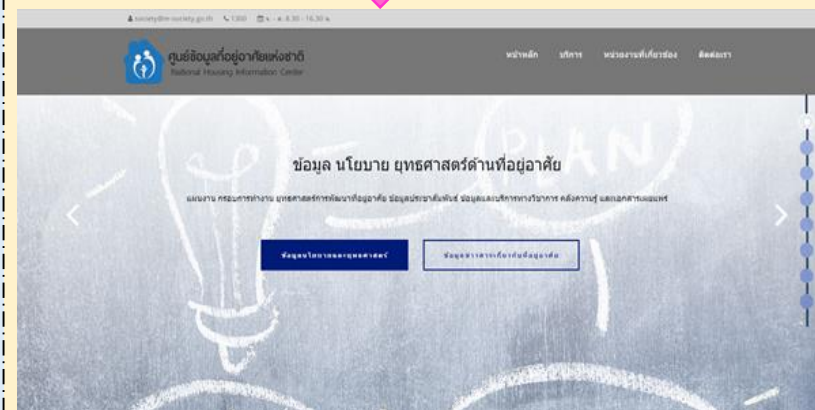 society@m-society.go.th 1300 จ. - ศ. 8.30 - 16.30 น.
ศูนย์ข้อมูลที่อยู่อาศัยแห่งชาติ
National Housing Information Center
หน้าหลัก บริการ หน่วยงานที่เกี่ยวข้อง ติดต่อเรา
PLAN
ข้อมูล นโยบาย ยุทธศาสตร์ด้านที่อยู่อาศัย
แผนงาน กรอบการทำงาน ยุทธศาสตร์การพัฒนาที่อยู่อาศัย ข้อมูลประชาสัมพันธ์ ข้อมูลและบริการทางวิชาการ คลังความรู้ และเอกสารเผยแพร่
ข้อมูลนโยบายและยุทธศาสตร์ ข้อมูลข่าวสารเกี่ยวกับที่อยู่อาศัย